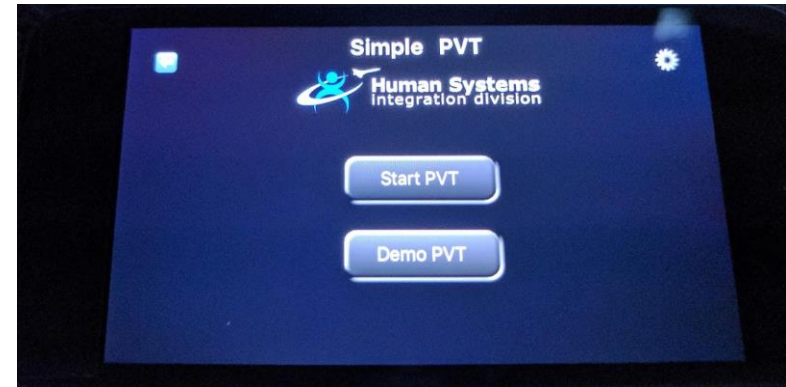 Simple PVT
Human Systems
integration division
Start PVT
Demo PVT